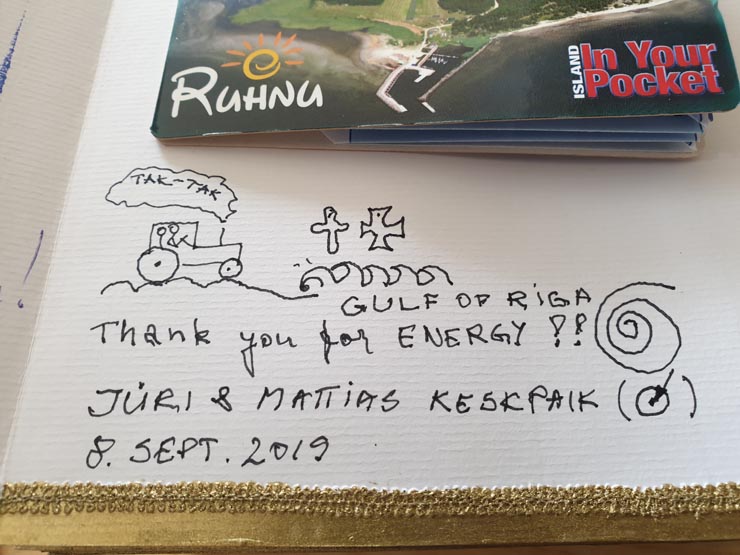 RUHNU
ISLAND
In Your
Pocket
TAK-TAK
GULF OF RIGA
Thank you for ENERGY !!
JÜRI & MATTIAS KESKPAIK ( )
8. SEPT. 2019